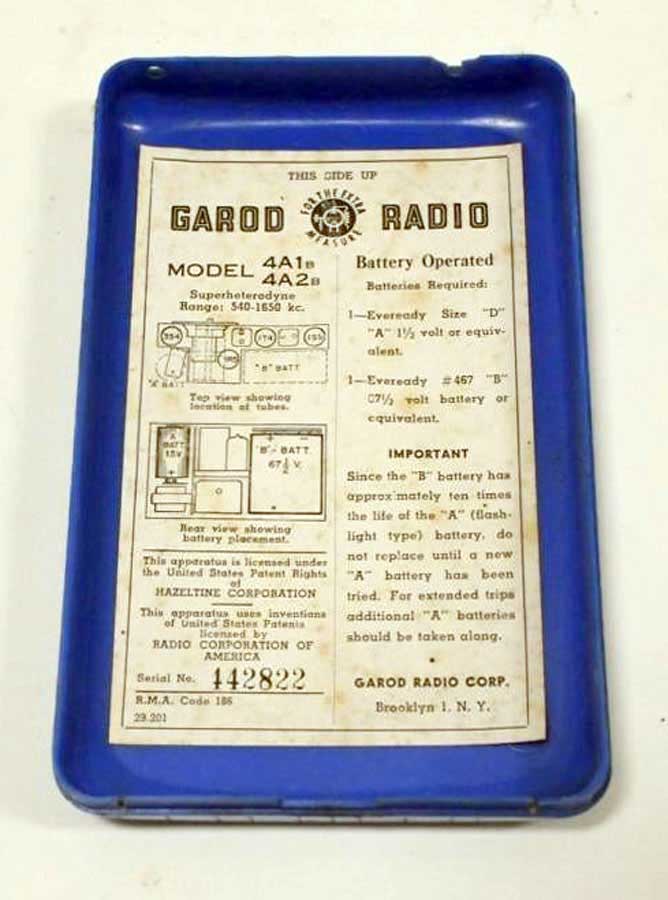 THIS SIDE UP
GAROD RADIO
FOR THE EXTRA
MEASURE
MODEL 4A1B
4A2B
Superheterodyne
Range: 540-1650 kc.
1R5
"B" BATT
"A" BATT
Top view showing
location of tubes.
A
BATT
1.5V
+
+ -
"B" - BATT
67½ V.
Rear view showing
battery placement.
This apparatus is licensed under
the United States Patent Rights
of
HAZELTINE CORPORATION
This apparatus uses inventions
of United States Patents
licensed by
RADIO CORPORATION OF
AMERICA
Serial No. 442822
R.M.A. Code 186
29.201
Battery Operated
Batteries Required:
1—Eveready Size "D"
"A" 1½ volt or equiv-
alent.
1—Eveready #467 "B"
67½ volt battery or
equivalent.
IMPORTANT
Since the "B" battery has
approximately ten times
the life of the "A" (flash-
light type) battery, do
not replace until a new
"A" battery has been
tried. For extended trips
additional "A" batteries
should be taken along.
GAROD RADIO CORP.
Brooklyn 1, N. Y.